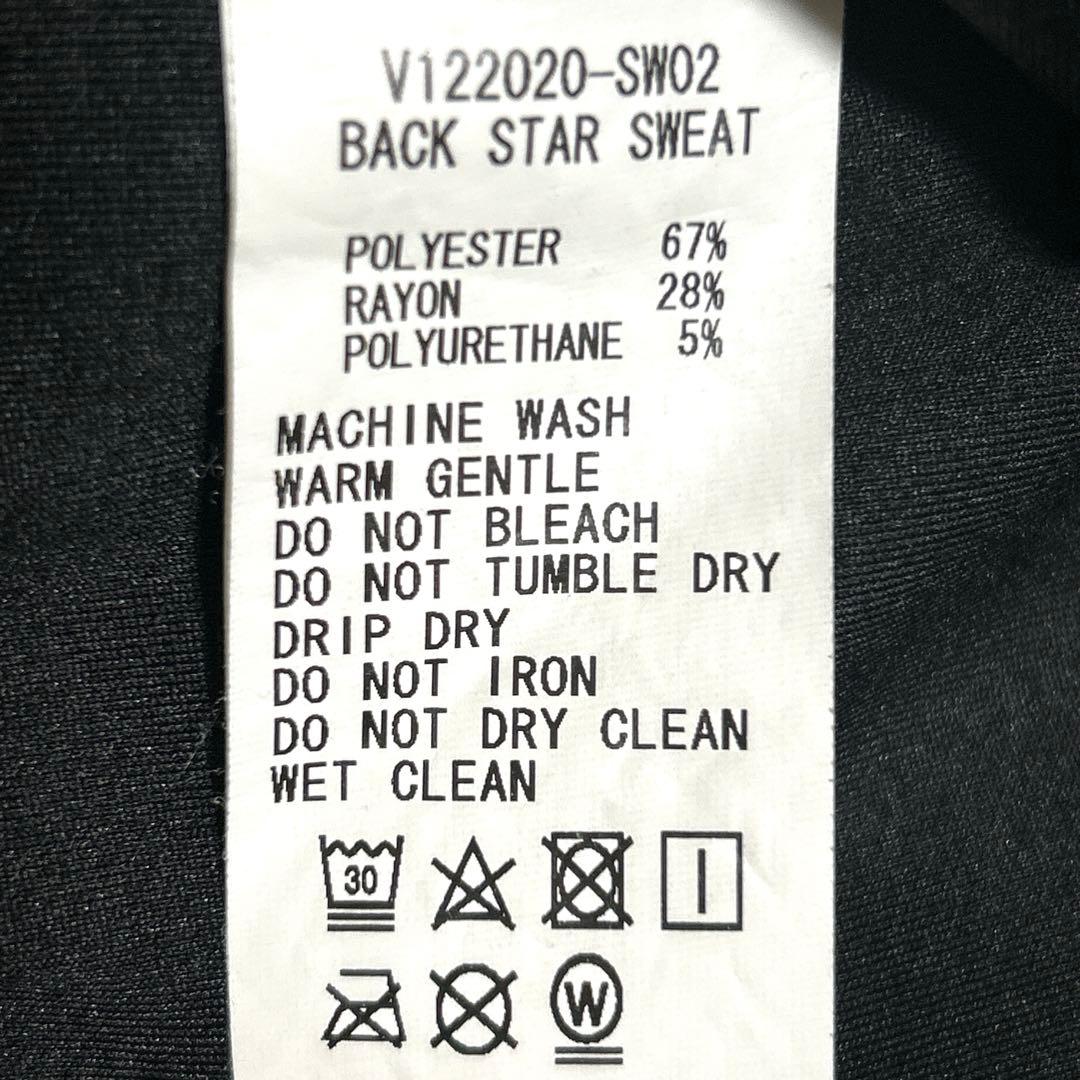 Vi22020-SW02
BACK STAR SWEAT
POLYESTER 67%
RAYON 28%
POLYURETHANE 5%
MACHINE WASH
WARM GENTLE
DO NOT BLEACH
DO NOT TUMBLE DRY
DRIP DRY
DO NOT IRON
DO NOT DRY CLEAN
WET CLEAN
30
W